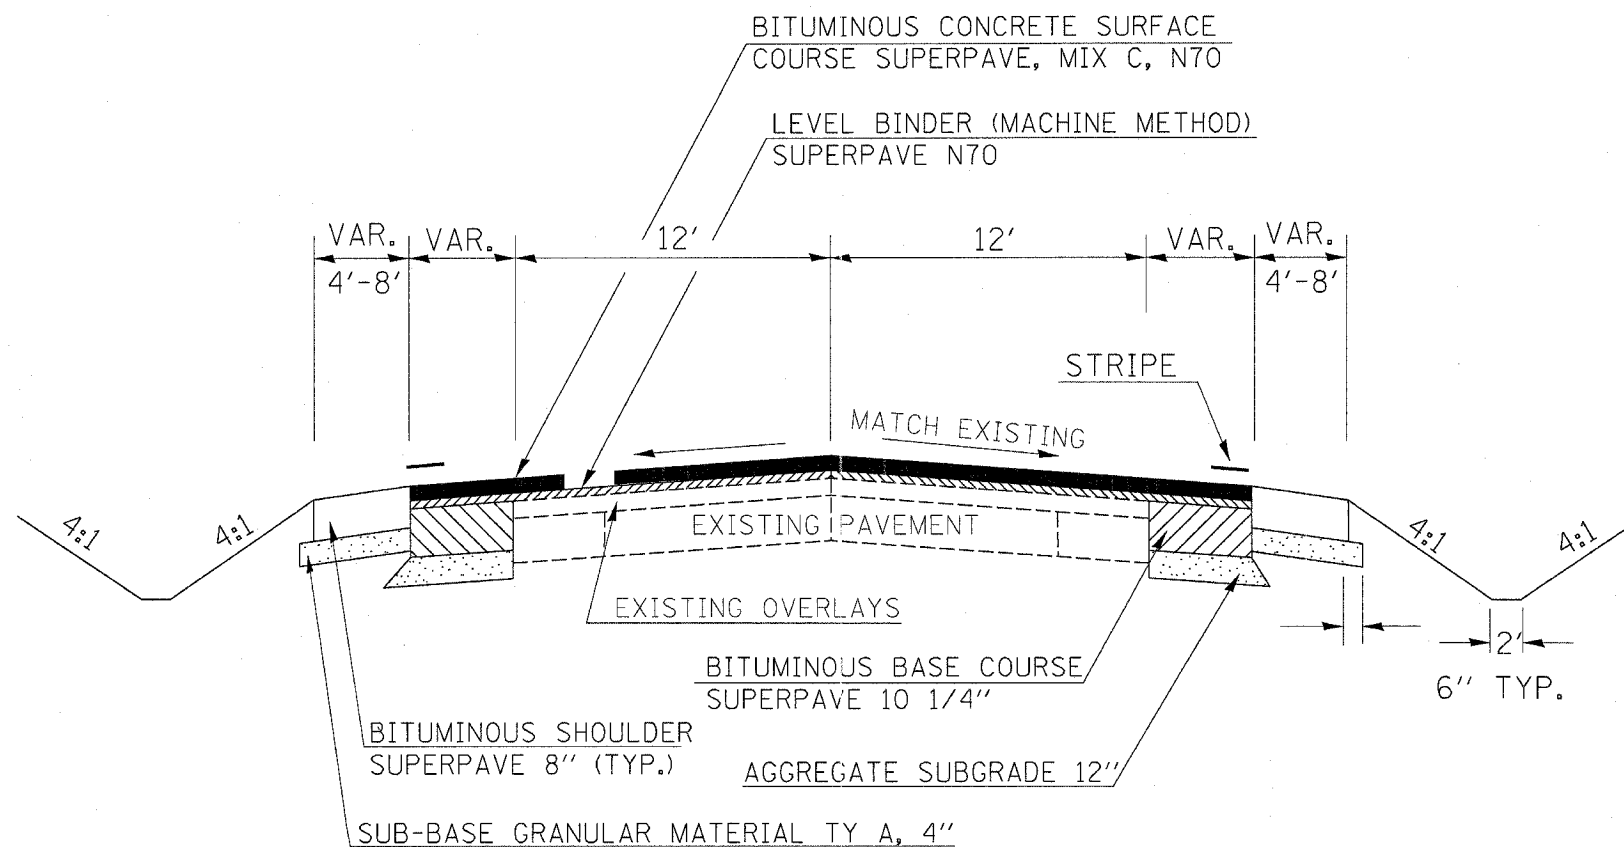 BITUMINOUS CONCRETE SURFACE
COURSE SUPERPAVE, MIX C, N70
LEVEL BINDER (MACHINE METHOD)
SUPERPAVE N70
VAR. VAR. 12' 12' VAR. VAR.
4'-8' 4'-8'
STRIPE
MATCH EXISTING
4:1 4:1 4:1 4:1
EXISTING PAVEMENT
EXISTING OVERLAYS
2'
BITUMINOUS BASE COURSE
SUPERPAVE 10 1/4"
6" TYP.
BITUMINOUS SHOULDER
SUPERPAVE 8" (TYP.)
AGGREGATE SUBGRADE 12"
SUB-BASE GRANULAR MATERIAL TY A, 4"